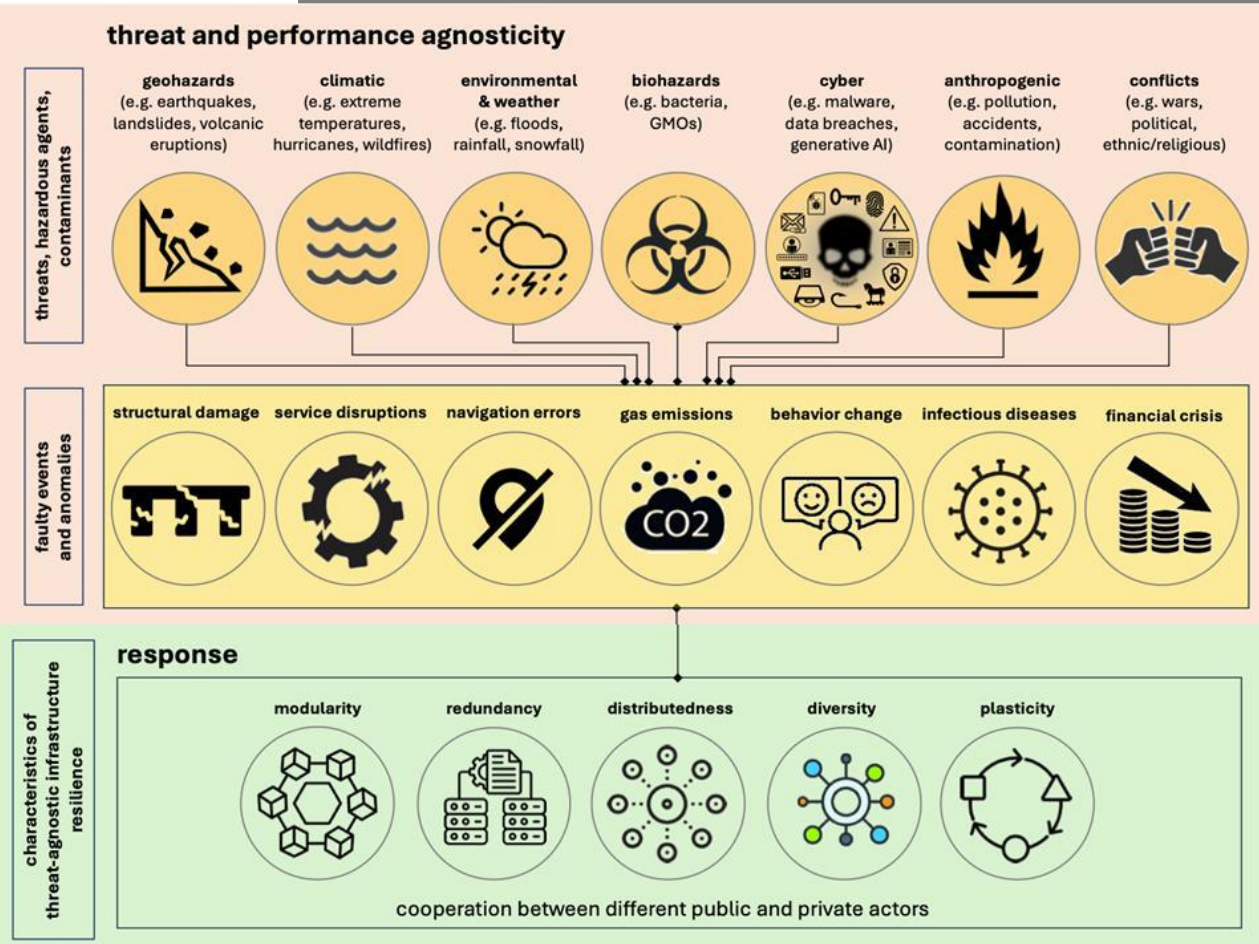 threat and performance agnosticity
threats, hazardous agents,
contaminants
geohazards
(e.g. earthquakes,
landslides, volcanic
eruptions)
climatic
(e.g. extreme
temperatures,
hurricanes, wildfires)
environmental
& weather
(e.g. floods,
rainfall, snowfall)
biohazards
(e.g. bacteria,
GMOs)
cyber
(e.g. malware,
data breaches,
generative AI)
anthropogenic
(e.g. pollution,
accidents,
contamination)
conflicts
(e.g. wars,
political,
ethnic/religious)
faulty events
and anomalies
structural damage
service disruptions
navigation errors
gas emissions
CO2
behavior change
infectious diseases
financial crisis
characteristics of
threat-agnostic infrastructure
resilience
response
modularity
redundancy
distributedness
diversity
plasticity
cooperation between different public and private actors